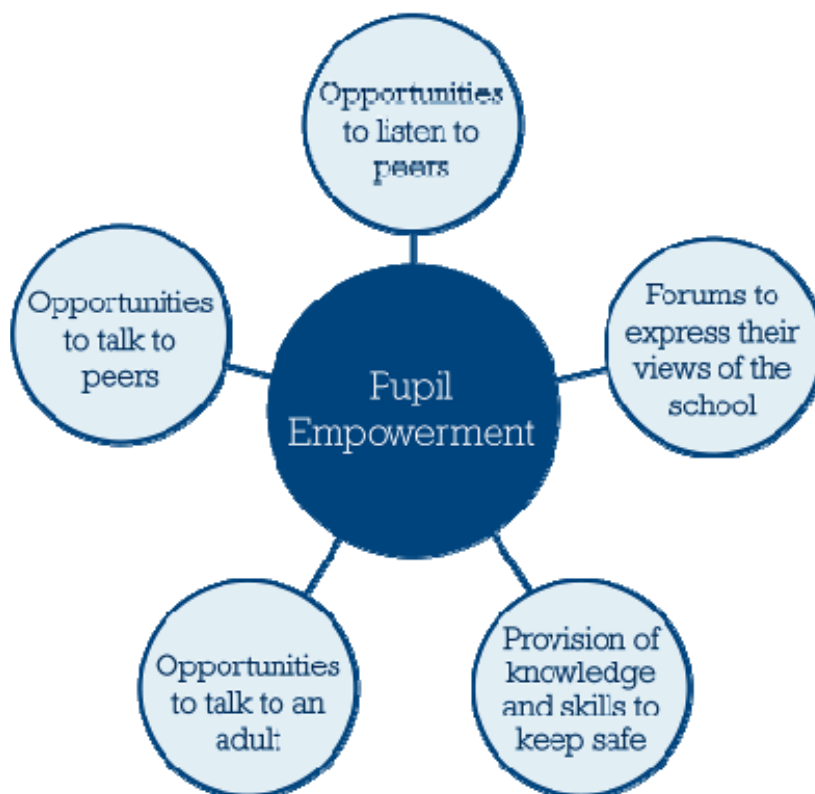 Opportunities
to listen to
peers
Forums to
express their
views of the
school
Provision of
knowledge
and skills to
keep safe
Opportunities
to talk to an
adult
Opportunities
to talk to
peers
Pupil
Empowerment